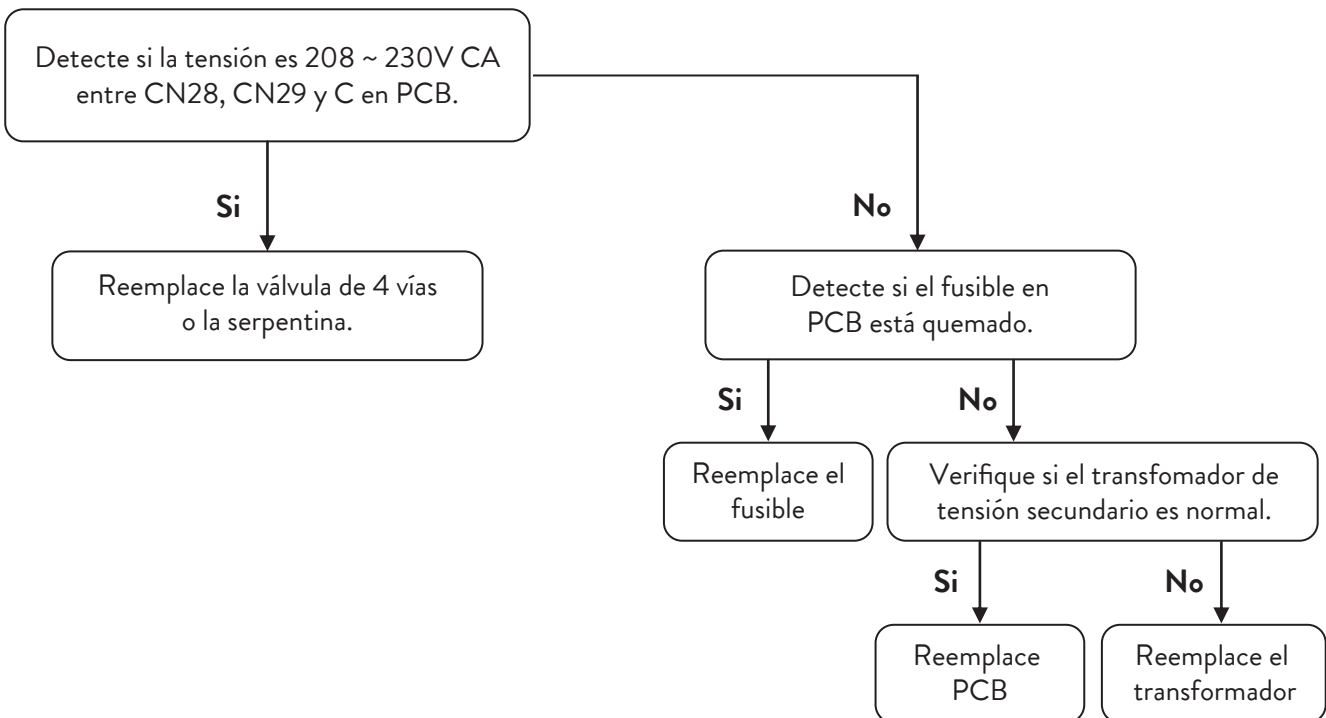 Detecte si la tensión es 208 ~ 230V CA
entre CN28, CN29 y C en PCB.
Si
No
Reemplace la válvula de 4 vías
o la serpentina.
Detecte si el fusible en
PCB está quemado.
Si
No
Reemplace el
fusible
Verifique si el transfomador de
tensión secundario es normal.
Si
No
Reemplace
PCB
Reemplace el
transformador